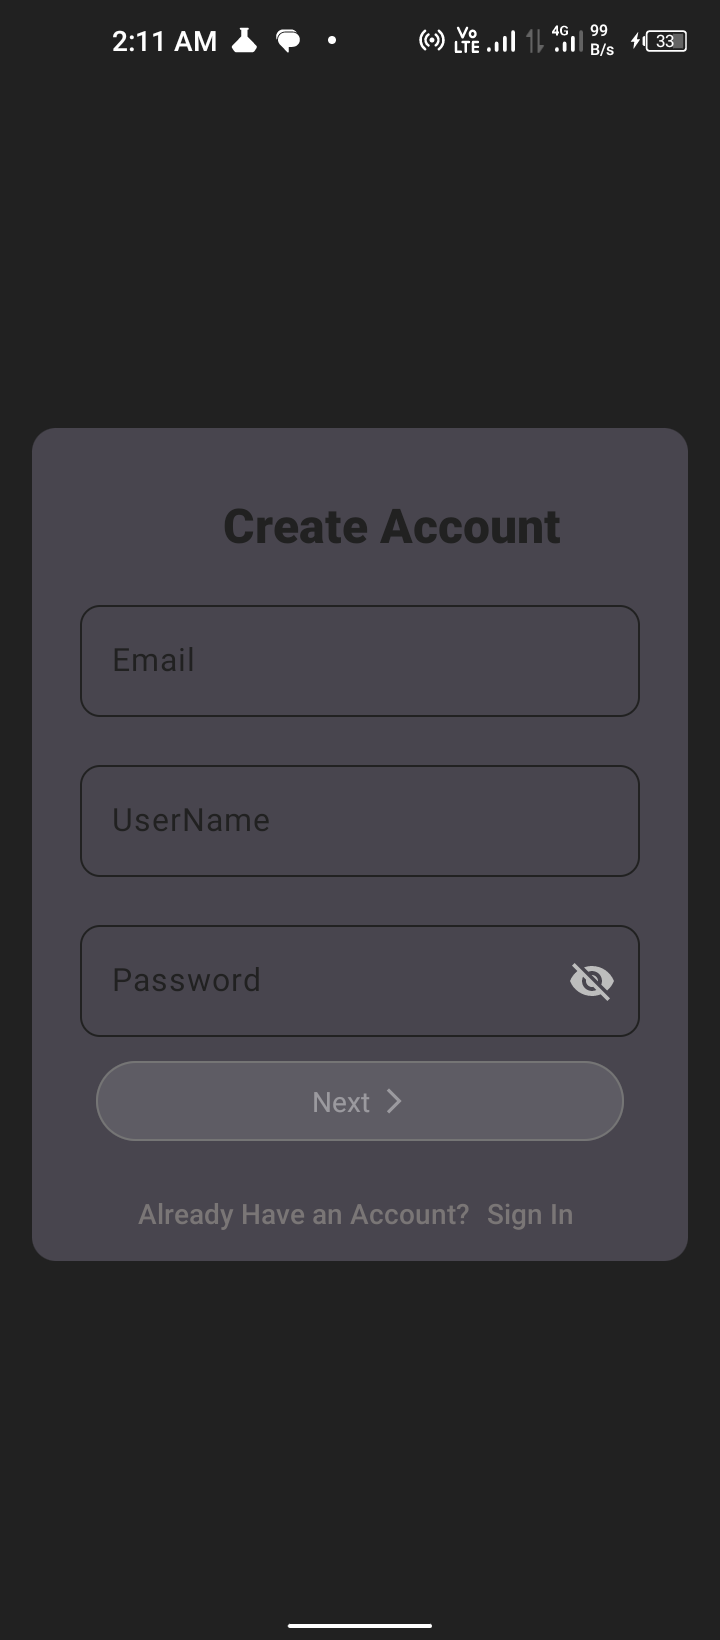 2:11 AM Vo LTE 4G 99 B/s 33
Create Account
Email
UserName
Password
Next
Already Have an Account? Sign In